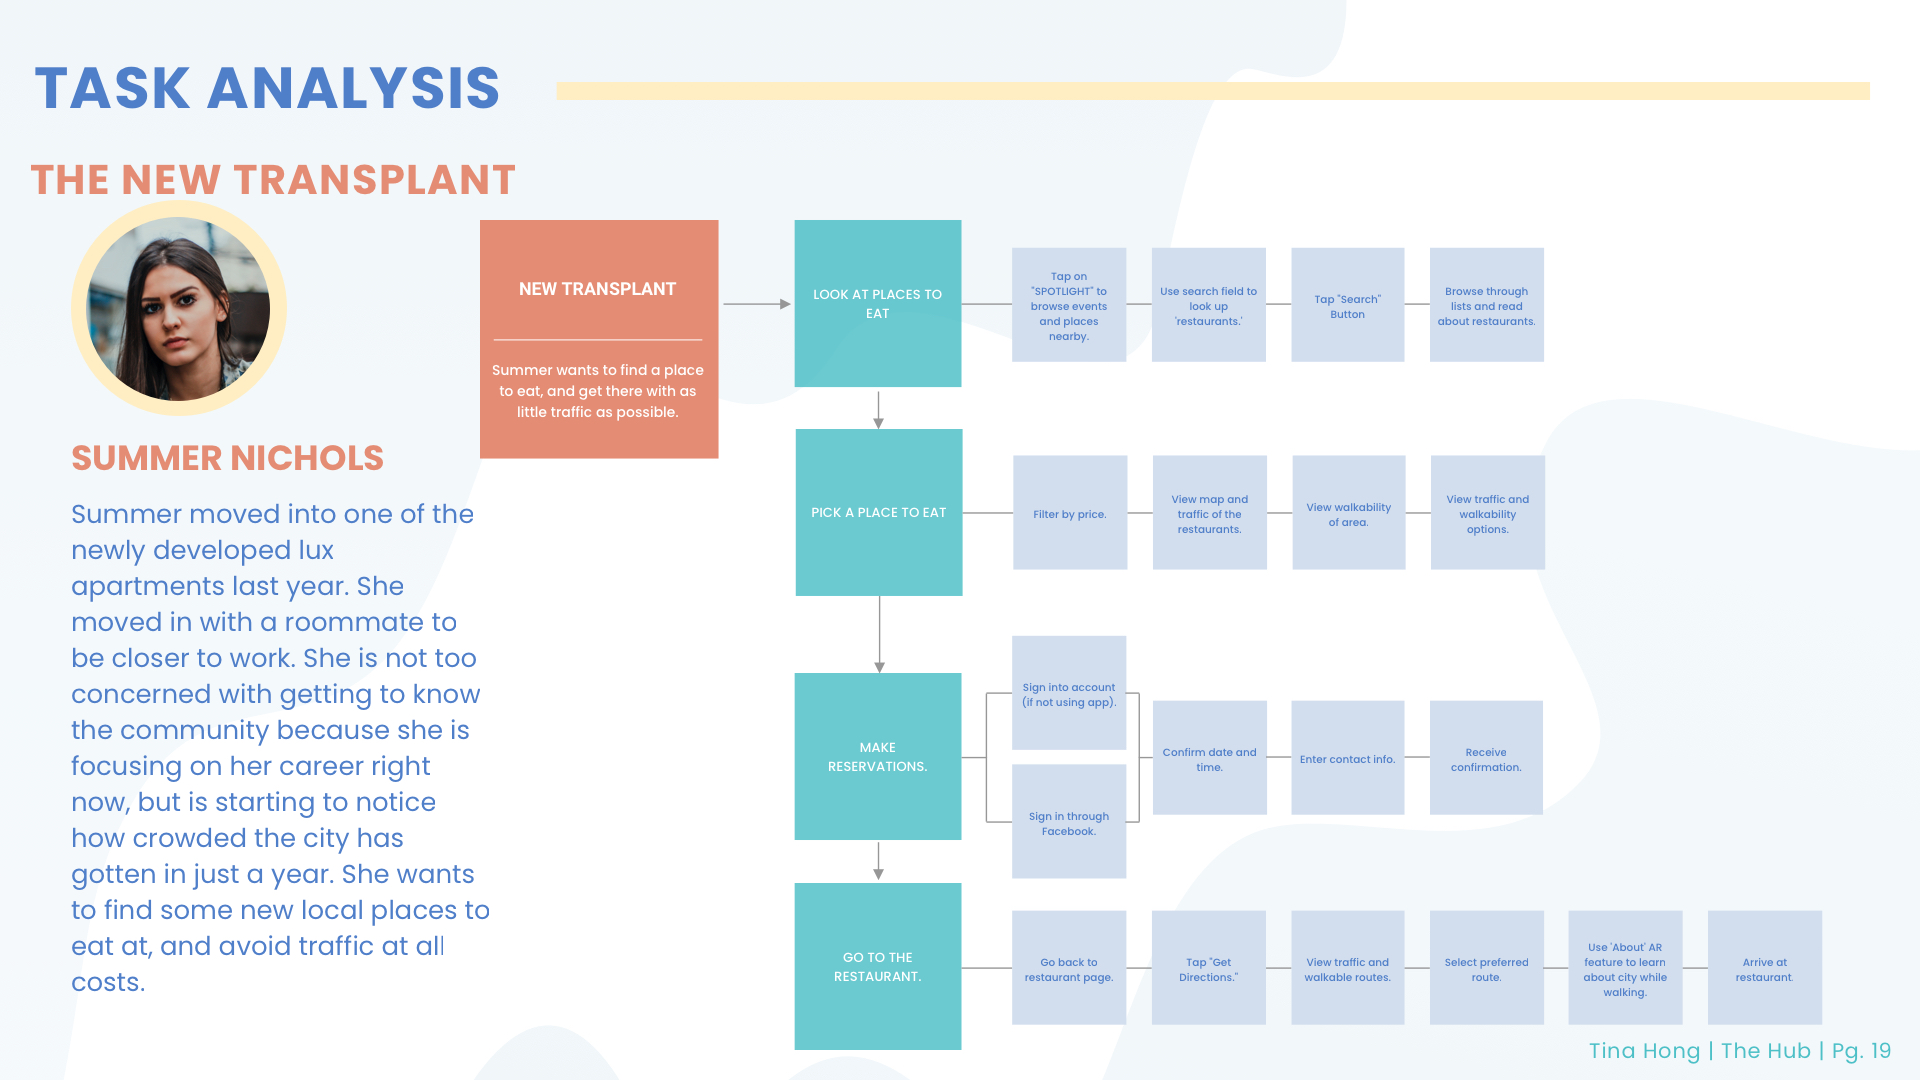 TASK ANALYSIS
THE NEW TRANSPLANT
SUMMER NICHOLS
Summer moved into one of the
newly developed lux
apartments last year. She
moved in with a roommate to
be closer to work. She is not too
concerned with getting to know
the community because she is
focusing on her career right
now, but is starting to notice
how crowded the city has
gotten in just a year. She wants
to find some new local places to
eat at, and avoid traffic at all
costs.
NEW TRANSPLANT
Summer wants to find a place
to eat, and get there with as
little traffic as possible.
LOOK AT PLACES TO
EAT
Tap on
"SPOTLIGHT" to
browse events
and places
nearby.
Use search field to
look up
'restaurants.'
Tap "Search"
Button
Browse through
lists and read
about restaurants.
PICK A PLACE TO EAT
Filter by price.
View map and
traffic of the
restaurants.
View walkability
of area.
View traffic and
walkability
options.
MAKE
RESERVATIONS.
Sign into account
(if not using app).
Sign in through
Facebook.
Confirm date and
time.
Enter contact info.
Receive
confirmation.
GO TO THE
RESTAURANT.
Go back to
restaurant page.
Tap "Get
Directions."
View traffic and
walkable routes.
Select preferred
route.
Use 'About' AR
feature to learn
about city while
walking.
Arrive at
restaurant.
Tina Hong | The Hub | Pg. 19